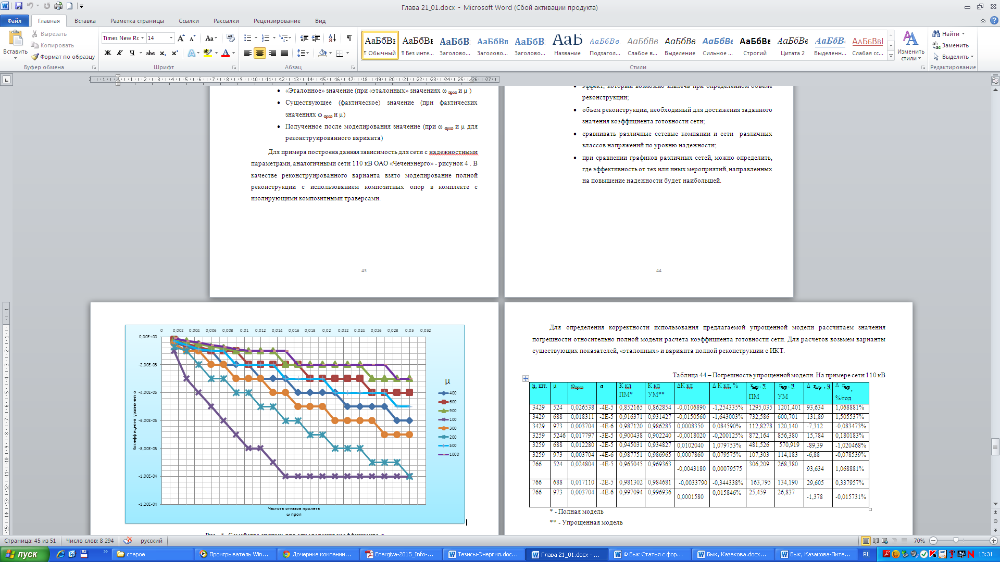 Глава 21_01.docx - Microsoft Word (Сбой активации продукта)
Файл Главная Вставка Разметка страницы Ссылки Рассылки Рецензирование Вид
Вставить
Вырезать
Копировать
Формат по образцу
Буфер обмена
Times New Rc 14
Шрифт
Абзац
АаБбВв АаБбВв АаБбВ АаБбВв АаБбВ АаБ АаБбВв АаБбВв АаБбВв АаБбВв АаБбВв АаБбВв АаБбВ АаБбВ
¶ Обычный ¶ Без инте... Заголово... Заголово... Заголово... Название Подзагол... Слабое в... Выделение Сильное ... Строгий Цитата 2 Выделенн... Слабая сс...
Стили
Изменить стили
Найти
Заменить
Выделить
Редактирование
«Эталонное» значение (при «эталонных» значениях ω прол и μ )
Существующее (фактическое) значение (при фактических
значениях ω прол и μ)
Полученное после моделирования значение (при ω прол и μ для
реконструированного варианта)
Для примера построена данная зависимость для сети с надежностными
параметрами, аналогичными сети 110 кВ ОАО «Чеченэнерго» - рисунок 4 . В
качестве реконструированного варианта взято моделирование полной
реконструкции с использованием композитных опор в комплекте с
изолирующими композитными траверсами.
43
эффект, который возможно извлечь при определенном объеме
реконструкции;
объем реконструкции, необходимый для достижения заданного
значения коэффициента готовности сети;
сравнивать различные сетевые компании и сети различных
классов напряжений по уровню надежности;
при сравнении графиков различных сетей, можно определить,
где эффективность от тех или иных мероприятий, направленных
на повышение надежности будет наибольшей.
44
0 0,002 0,004 0,006 0,008 0,01 0,012 0,014 0,016 0,018 0,02 0,022 0,024 0,026 0,028 0,03 0,032
0,00E+00
-2,00E-05
-4,00E-05
-6,00E-05
-8,00E-05
-1,00E-04
-1,20E-04
Коэффициент уравнения α
Частота отказов пролета
ω прол
μ
400
600
900
100
300
200
500
1000
Рис. 5. Семейство кривых для определения коэффициента α
Для определения корректности использования предлагаемой упрощенной модели рассчитаем значения
погрешности относительно полной модели расчета коэффициента готовности сети. Для расчетов возьмем варианты
существующих показателей, «эталонных» и варианта полной реконструкции с ИКТ.
Таблица 44 – Погрешность упрощенной модели. На примере сети 110 кВ
n, шт. μ ωпрол α К вл ПМ* К вл УМ** ΔК вл Δ К вл, % τпер , ч ПМ τпер , ч УМ Δ τпер , ч Δ τпер , %/год
3429 524 0,026538 -4E-5 0,852165 0,862854 -0,0106890 -1,254335% 1295,035 1201,401 93,634 1,068881%
3429 688 0,018311 -2E-5 0,916371 0,931427 -0,0150560 -1,643003% 732,586 600,701 131,89 1,505537%
3429 973 0,003704 -4E-6 0,987120 0,986285 0,0008350 0,084590% 112,8278 120,140 -7,312 -0,083473%
3259 5246 0,017797 -3E-5 0,900438 0,902240 -0,0018020 -0,200125% 872,164 856,380 15,784 0,180183%
3259 688 0,012280 -2E-5 0,945031 0,934827 0,0102040 1,079753% 481,526 570,919 -89,39 -1,020468%
3259 973 0,003704 -4E-6 0,987751 0,986965 0,0007860 0,079575% 107,303 114,183 -6,88 -0,078539%
766 524 0,024804 -4E-5 0,965045 0,969363 -0,0043180 0,00079575 306,209 268,380 93,634 1,068881%
766 688 0,017110 -2E-5 0,981302 0,984681 -0,0033790 -0,344338% 163,795 134,190 29,605 0,337957%
766 973 0,003704 -4E-6 0,997094 0,996936 0,0001580 0,015846% 25,459 26,837 -1,378 -0,015731%
* - Полная модель
** - Упрощенная модель
Страница: 45 из 51 Число слов: 8 294 русский 70%
пуск старое Проигрыватель Win... Дочерние компании... Energiya-2015_Info-... Тезисы-Энергия.doc... Глава 21_01.docx - ... Ф Бык Статья с фор... Бык, Казакова.docx... Бык, Казакова-Пите... RL 13:31